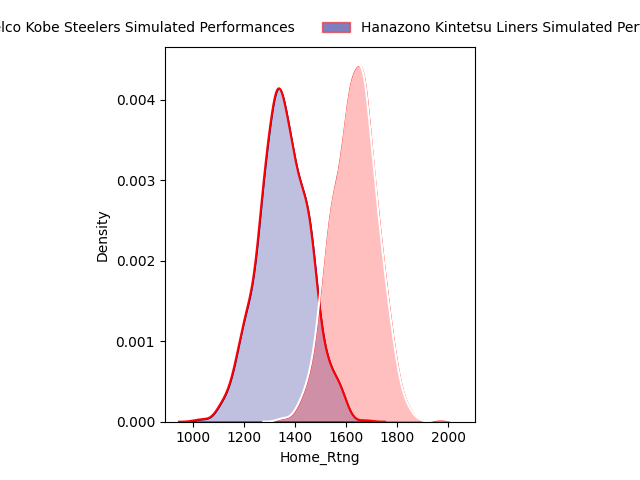 lco Kobe Steelers Simulated Performances Hanazono Kintetsu Liners Simulated Per
0.004
0.003
0.002
0.001
0.000
Density
1000 1200 1400 1600 1800 2000
Home_Rtng